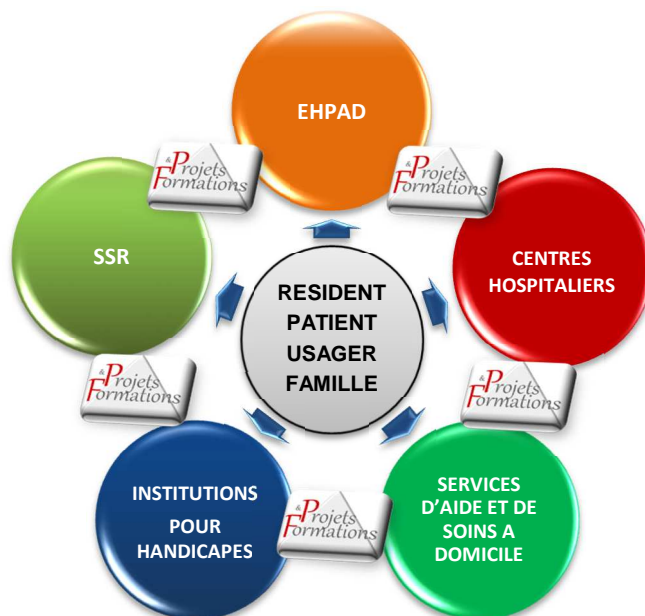 EHPAD
& Projets
Formations
& Projets
Formations
SSR
CENTRES
HOSPITALIERS
RESIDENT
PATIENT
USAGER
FAMILLE
& Projets
Formations
& Projets
Formations
INSTITUTIONS
POUR
HANDICAPES
& Projets
Formations
SERVICES
D’AIDE ET DE
SOINS A
DOMICILE